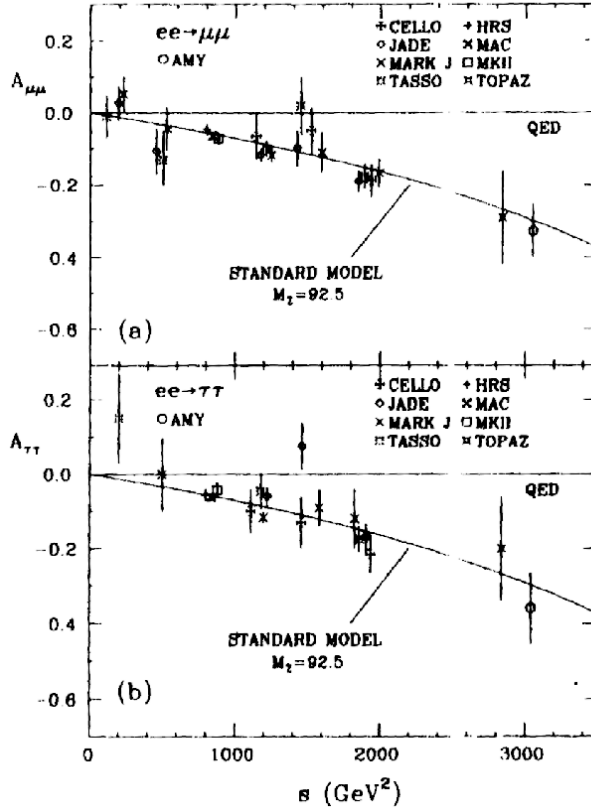 0.2
ee→μμ
AMY
CELLO HRS
JADE MAC
MARK J MKII
TASSO TOPAZ
A_μμ
0.0
QED
−0.2
0.4
STANDARD MODEL
M_Z=92.5
−0.6
(a)
ee→ττ
AMY
CELLO HRS
JADE MAC
MARK J MKII
TASSO TOPAZ
0.2
A_ττ
0.0
QED
−0.2
0.4
STANDARD MODEL
M_Z=92.5
−0.6
(b)
0 1000 2000 3000
s (GeV²)